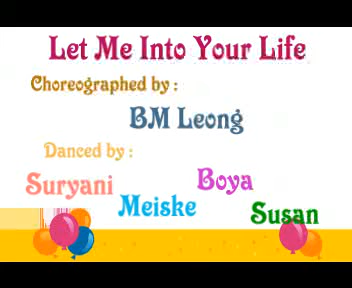 Let Me Into Your Life
Choreographed by :
BM Leong
Danced by :
Suryani
Boya
Meiske
Susan